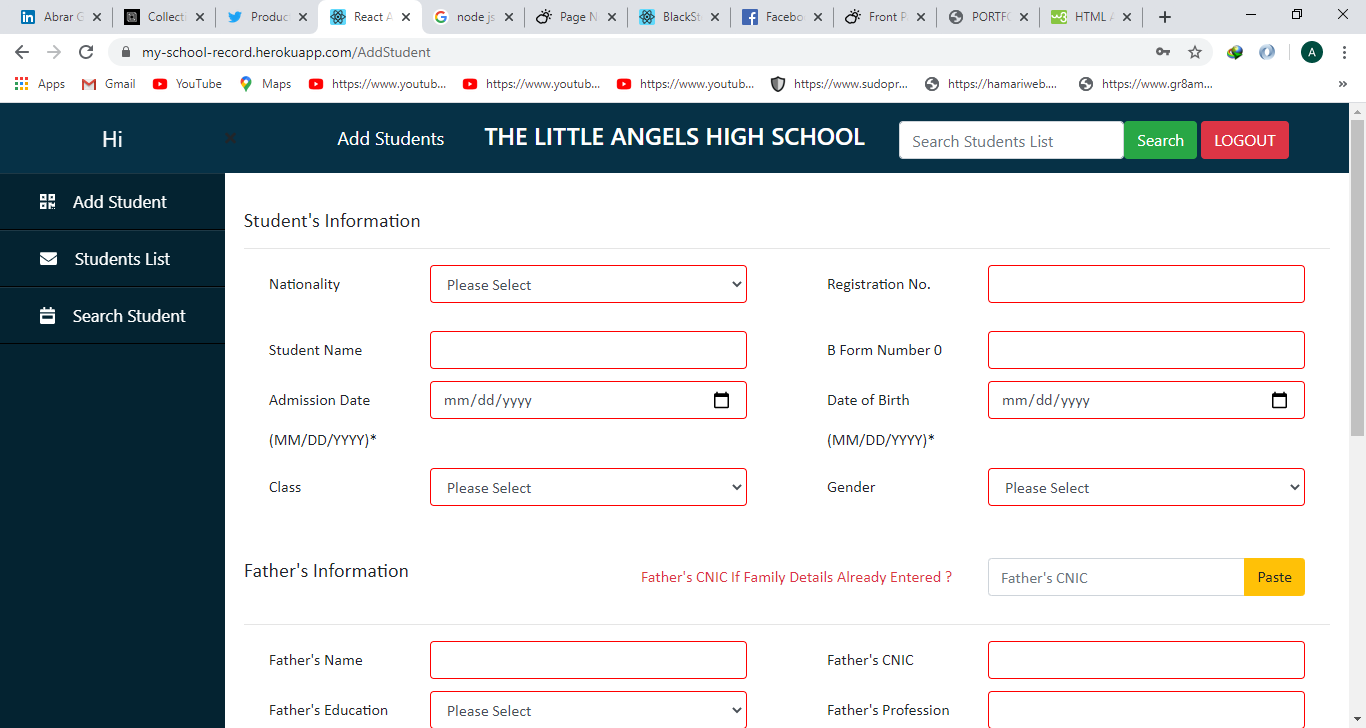 Abrar G
Collecti
Produc
React A
node js
Page N
BlackSt
Facebo
Front P
PORTFO
HTML A
my-school-record.herokuapp.com/AddStudent
A
Apps
Gmail
YouTube
Maps
https://www.youtub...
https://www.youtub...
https://www.youtub...
https://www.sudopr...
https://hamariweb....
https://www.gr8am...
Hi
Add Students
THE LITTLE ANGELS HIGH SCHOOL
Search Students List
Search
LOGOUT
Add Student
Students List
Search Student
Student's Information
Nationality
Please Select
Registration No.
Student Name
B Form Number 0
Admission Date
mm/dd/yyyy
Date of Birth
mm/dd/yyyy
(MM/DD/YYYY)*
(MM/DD/YYYY)*
Class
Please Select
Gender
Please Select
Father's Information
Father's CNIC If Family Details Already Entered ?
Father's CNIC
Paste
Father's Name
Father's CNIC
Father's Education
Please Select
Father's Profession